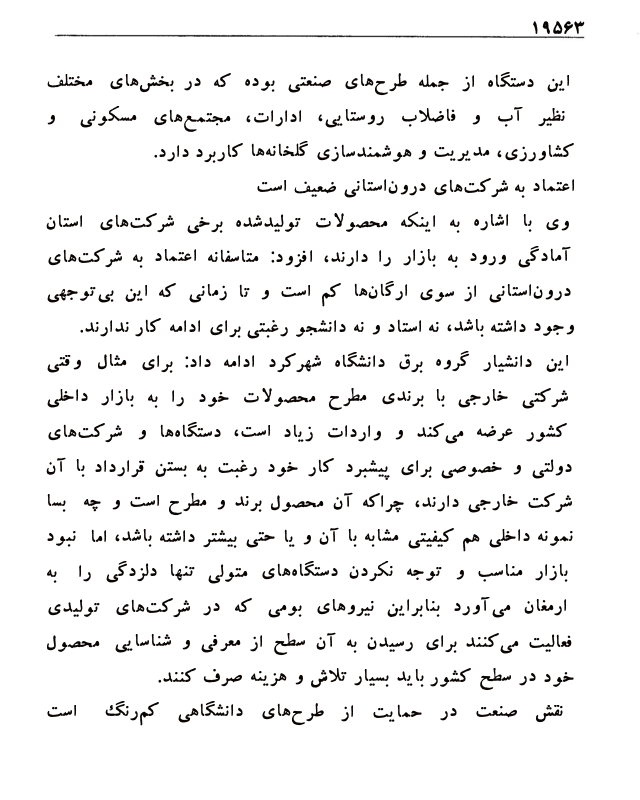 ۱۹۵۶۳
این دستگاه از جمله طرح‌های صنعتی بوده که در بخش‌های مختلف
نظیر آب و فاضلاب روستایی، ادارات، مجتمع‌های مسکونی و
کشاورزی، مدیریت و هوشمندسازی گلخانه‌ها کاربرد دارد.
اعتماد به شرکت‌های درون‌استانی ضعیف است
وی با اشاره به اینکه محصولات تولیدشده برخی شرکت‌های استان
آمادگی ورود به بازار را دارند، افزود: متاسفانه اعتماد به شرکت‌های
درون‌استانی از سوی ارگان‌ها کم است و تا زمانی که این بی‌توجهی
وجود داشته باشد، نه استاد و نه دانشجو رغبتی برای ادامه کار ندارند.
این دانشیار گروه برق دانشگاه شهرکرد ادامه داد: برای مثال وقتی
شرکتی خارجی با برندی مطرح محصولات خود را به بازار داخلی
کشور عرضه می‌کند و واردات زیاد است، دستگاه‌ها و شرکت‌های
دولتی و خصوصی برای پیشبرد کار خود رغبت به بستن قرارداد با آن
شرکت خارجی دارند، چراکه آن محصول برند و مطرح است و چه بسا
نمونه داخلی هم کیفیتی مشابه با آن و یا حتی بیشتر داشته باشد، اما نبود
بازار مناسب و توجه نکردن دستگاه‌های متولی تنها دلزدگی را به
ارمغان می‌آورد بنابراین نیروهای بومی که در شرکت‌های تولیدی
فعالیت می‌کنند برای رسیدن به آن سطح از معرفی و شناسایی محصول
خود در سطح کشور باید بسیار تلاش و هزینه صرف کنند.
نقش صنعت در حمایت از طرح‌های دانشگاهی کم‌رنگ است